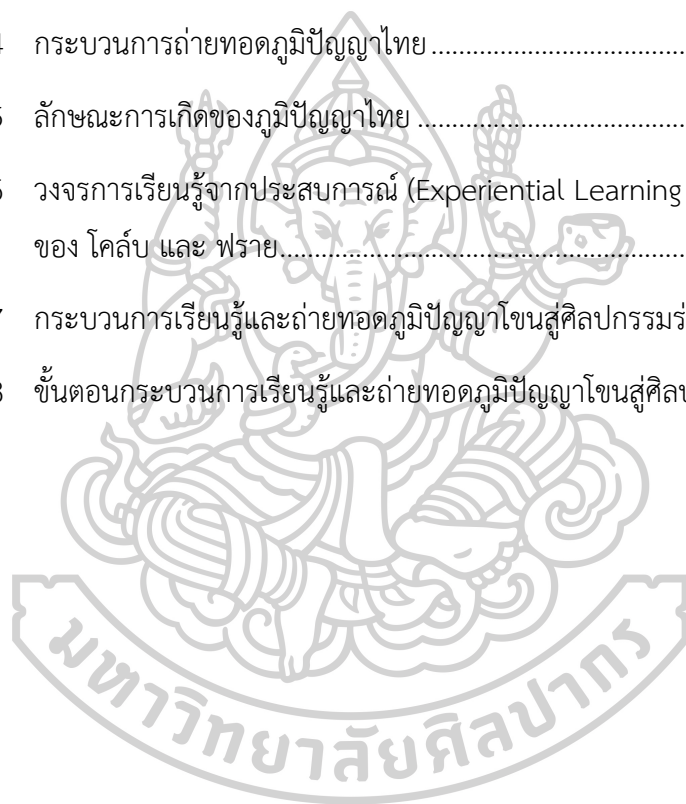 4 กระบวนการถ่ายทอดภูมิปัญญาไทย........................................
5 ลักษณะการเกิดของภูมิปัญญาไทย ........................................
6 วงจรการเรียนรู้จากประสบการณ์ (Experiential Learning
ของ โคล์บ และ ฟราย............................................................
7 กระบวนการเรียนรู้และถ่ายทอดภูมิปัญญาโขนสู่ศิลปกรรมร่
8 ขั้นตอนกระบวนการเรียนรู้และถ่ายทอดภูมิปัญญาโขนสู่ศิลป
มหาวิทยาลัยศิลปากร